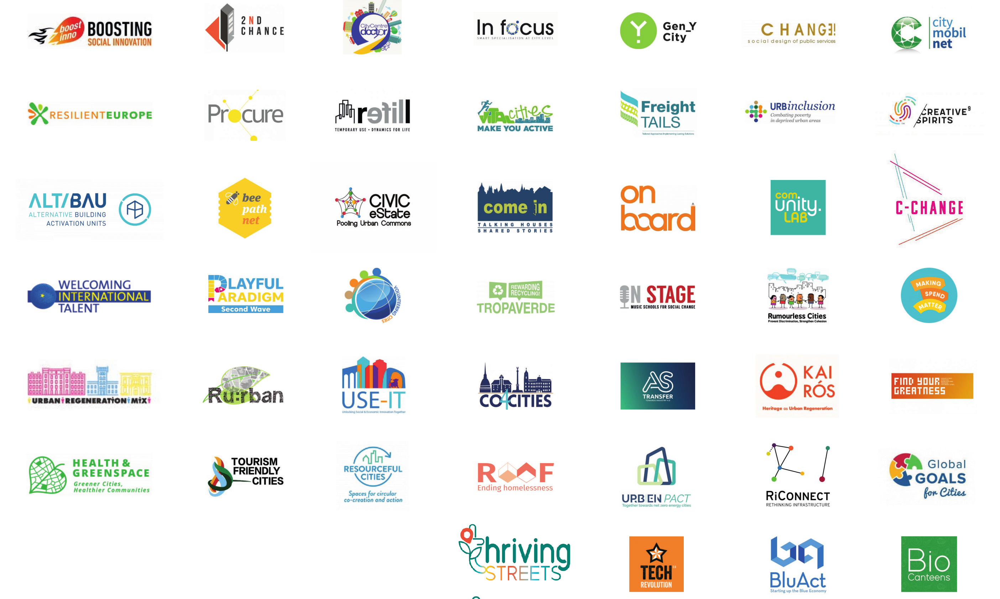 boost inno
BOOSTING
SOCIAL INNOVATION
2ND
CHANCE
CityCentre
doctor
In focus
SMART SPECIALISATION AT CITY LEVEL
Gen_Y
City
CHANGE!
social design of public services
city
mobil
net
RESILIENTEUROPE
Procure
refill
TEMPORARY USE • DYNAMICS FOR LIFE
VITAL cities
MAKE YOU ACTIVE
Freight
TAILS
Tailored Approaches Implementing Lasting Solutions
URBinclusion
Combating poverty
in deprived urban areas
CREATIVE9
SPIRITS
TM
ALT/BAU
ALTERNATIVE BUILDING
ACTIVATION UNITS
bee
path
net
CIVIC
eState
Pooling Urban Commons
come in
TALKING HOUSES
SHARED STORIES
on
board
com.
unity.
LAB
C-CHANGE
WELCOMING
INTERNATIONAL
TALENT
PLAYFUL
PARADIGM
Second Wave
VOLUNTEERING CITIES
REWARDING
RECYCLING!
TROPAVERDE
ON STAGE
MUSIC SCHOOLS FOR SOCIAL CHANGE
Rumourless Cities
Prevent Discrimination, Strengthen Cohesion
MAKING
SPEND
MATTER
URBAN REGENERATION MIX
Ru:rban
USE-IT
Unlocking Social & Economic Innovation Together
CO4CITIES
AS
TRANSFER
TOWARDS INDUSTRY 4.0
KAI
RÓS
Heritage as Urban Regeneration
FIND YOUR
GREATNESS
HEALTH &
GREENSPACE
Greener Cities,
Healthier Communities
TOURISM
FRIENDLY
CITIES
RESOURCEFUL
CITIES
Spaces for circular
co-creation and action
ROOF
Ending homelessness
URBEN PACT
Together towards net zero energy cities
RiCONNECT
RETHINKING INFRASTRUCTURE
Global
GOALS
for Cities
Thriving
STREETS
TECH
REVOLUTION
2.0
BluAct
Starting up the Blue Economy
Bio
Canteens